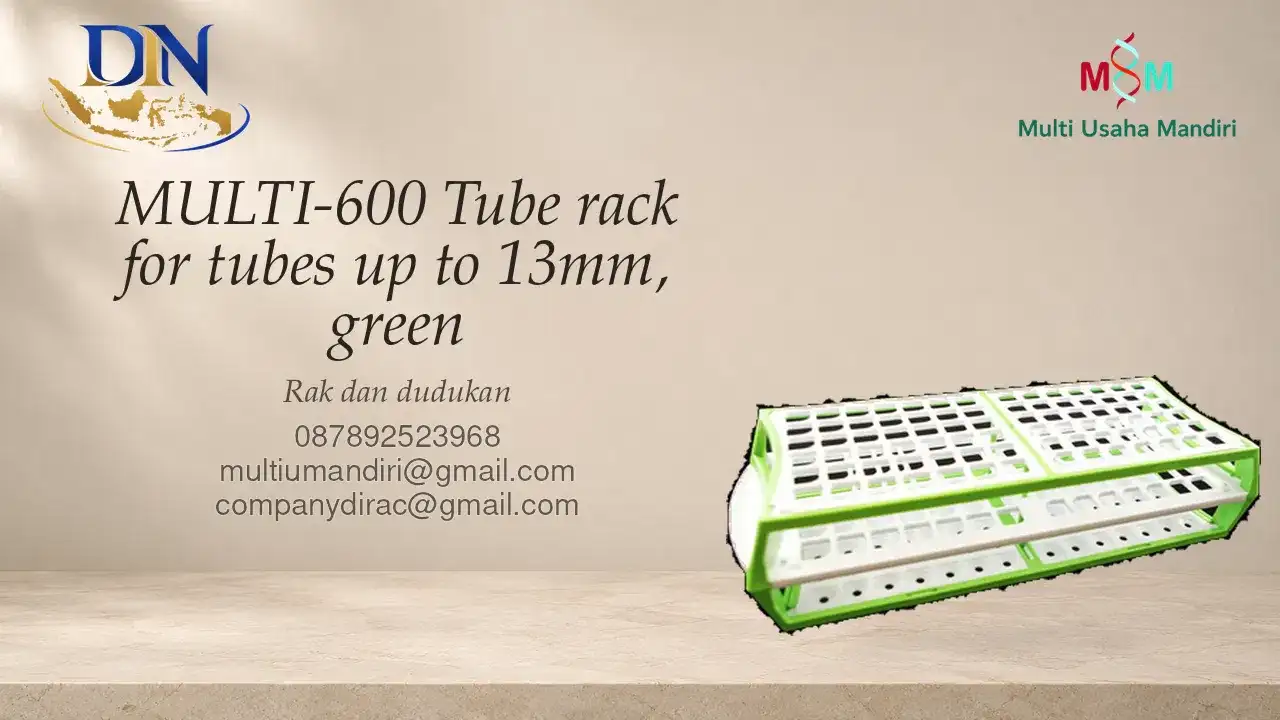 DIN
MSM
Multi Usaha Mandiri
MULTI-600 Tube rack
for tubes up to 13mm,
green
Rak dan dudukan
087892523968
multiumandiri@gmail.com
companydirac@gmail.com